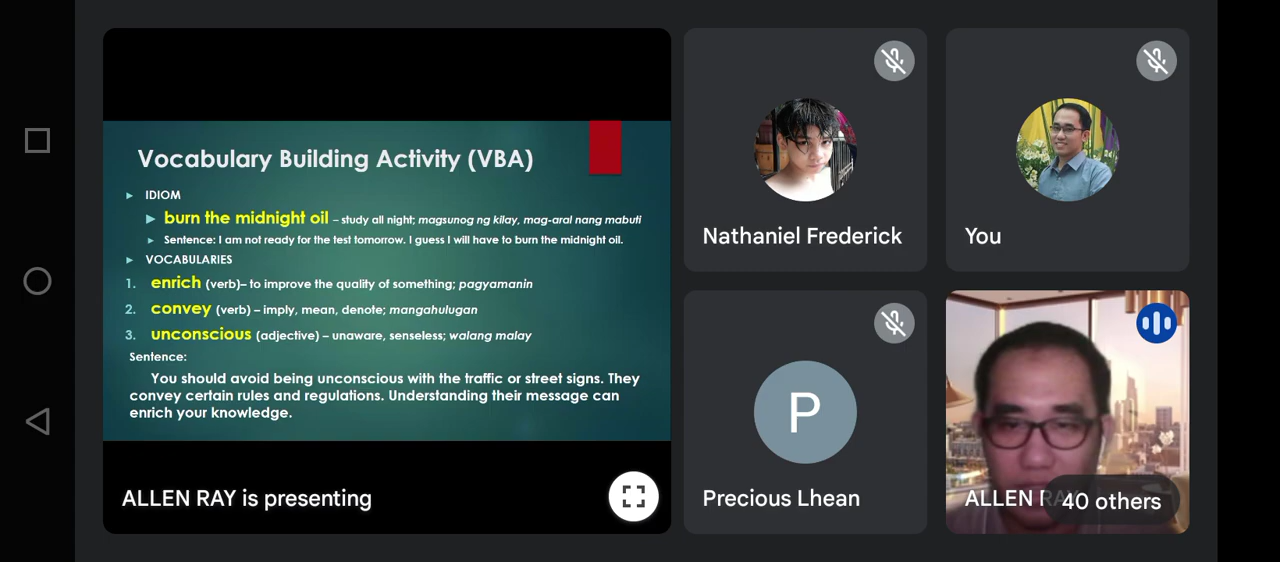 Vocabulary Building Activity (VBA)
IDIOM
burn the midnight oil – study all night; magsunog ng kilay, mag-aral nang mabuti
Sentence: I am not ready for the test tomorrow. I guess I will have to burn the midnight oil.
VOCABULARIES
1. enrich (verb)– to improve the quality of something; pagyamanin
2. convey (verb) – imply, mean, denote; mangahulugan
3. unconscious (adjective) – unaware, senseless; walang malay
Sentence:
You should avoid being unconscious with the traffic or street signs. They
convey certain rules and regulations. Understanding their message can
enrich your knowledge.
ALLEN RAY is presenting
Nathaniel Frederick
You
P
Precious Lhean
ALLEN
40 others